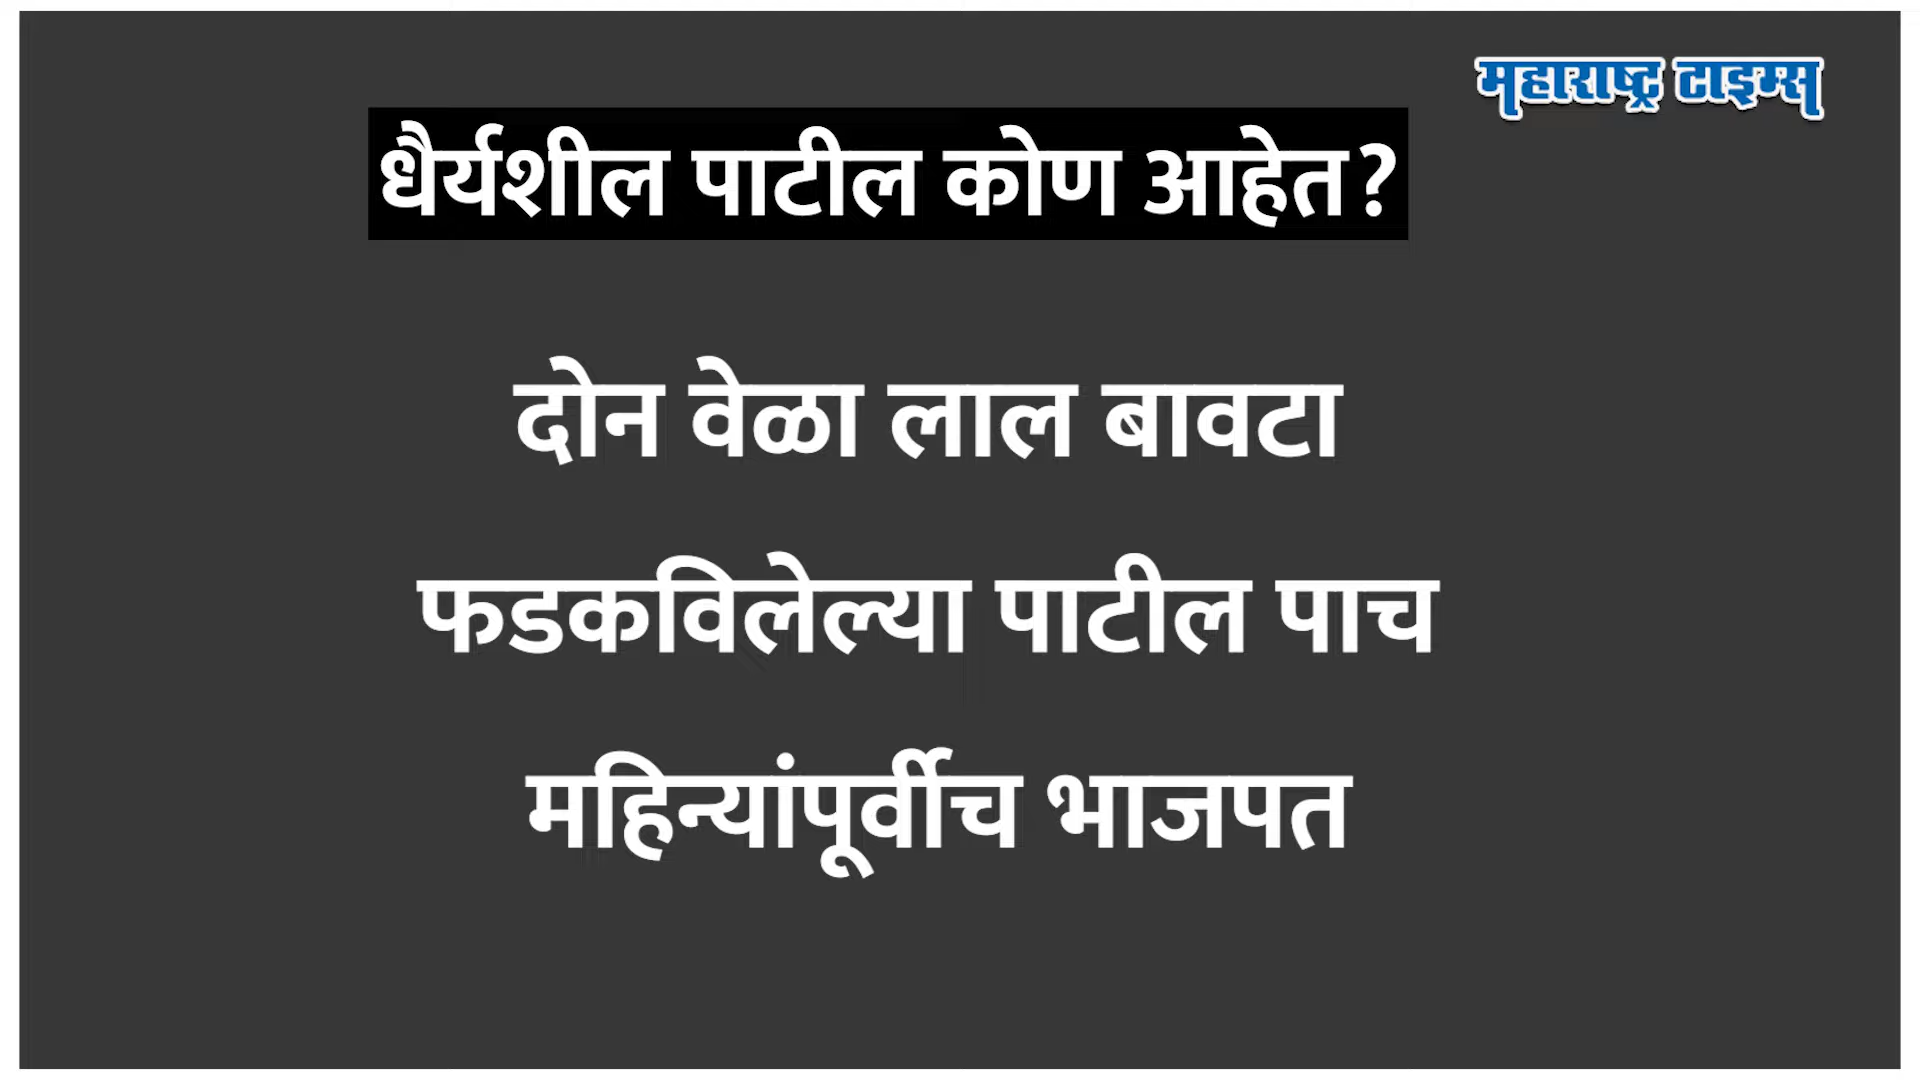 महाराष्ट्र टाइम्स
धैर्यशील पाटील कोण आहेत?
दोन वेळा लाल बावटा
फडकविलेल्या पाटील पाच
महिन्यांपूर्वीच भाजपत